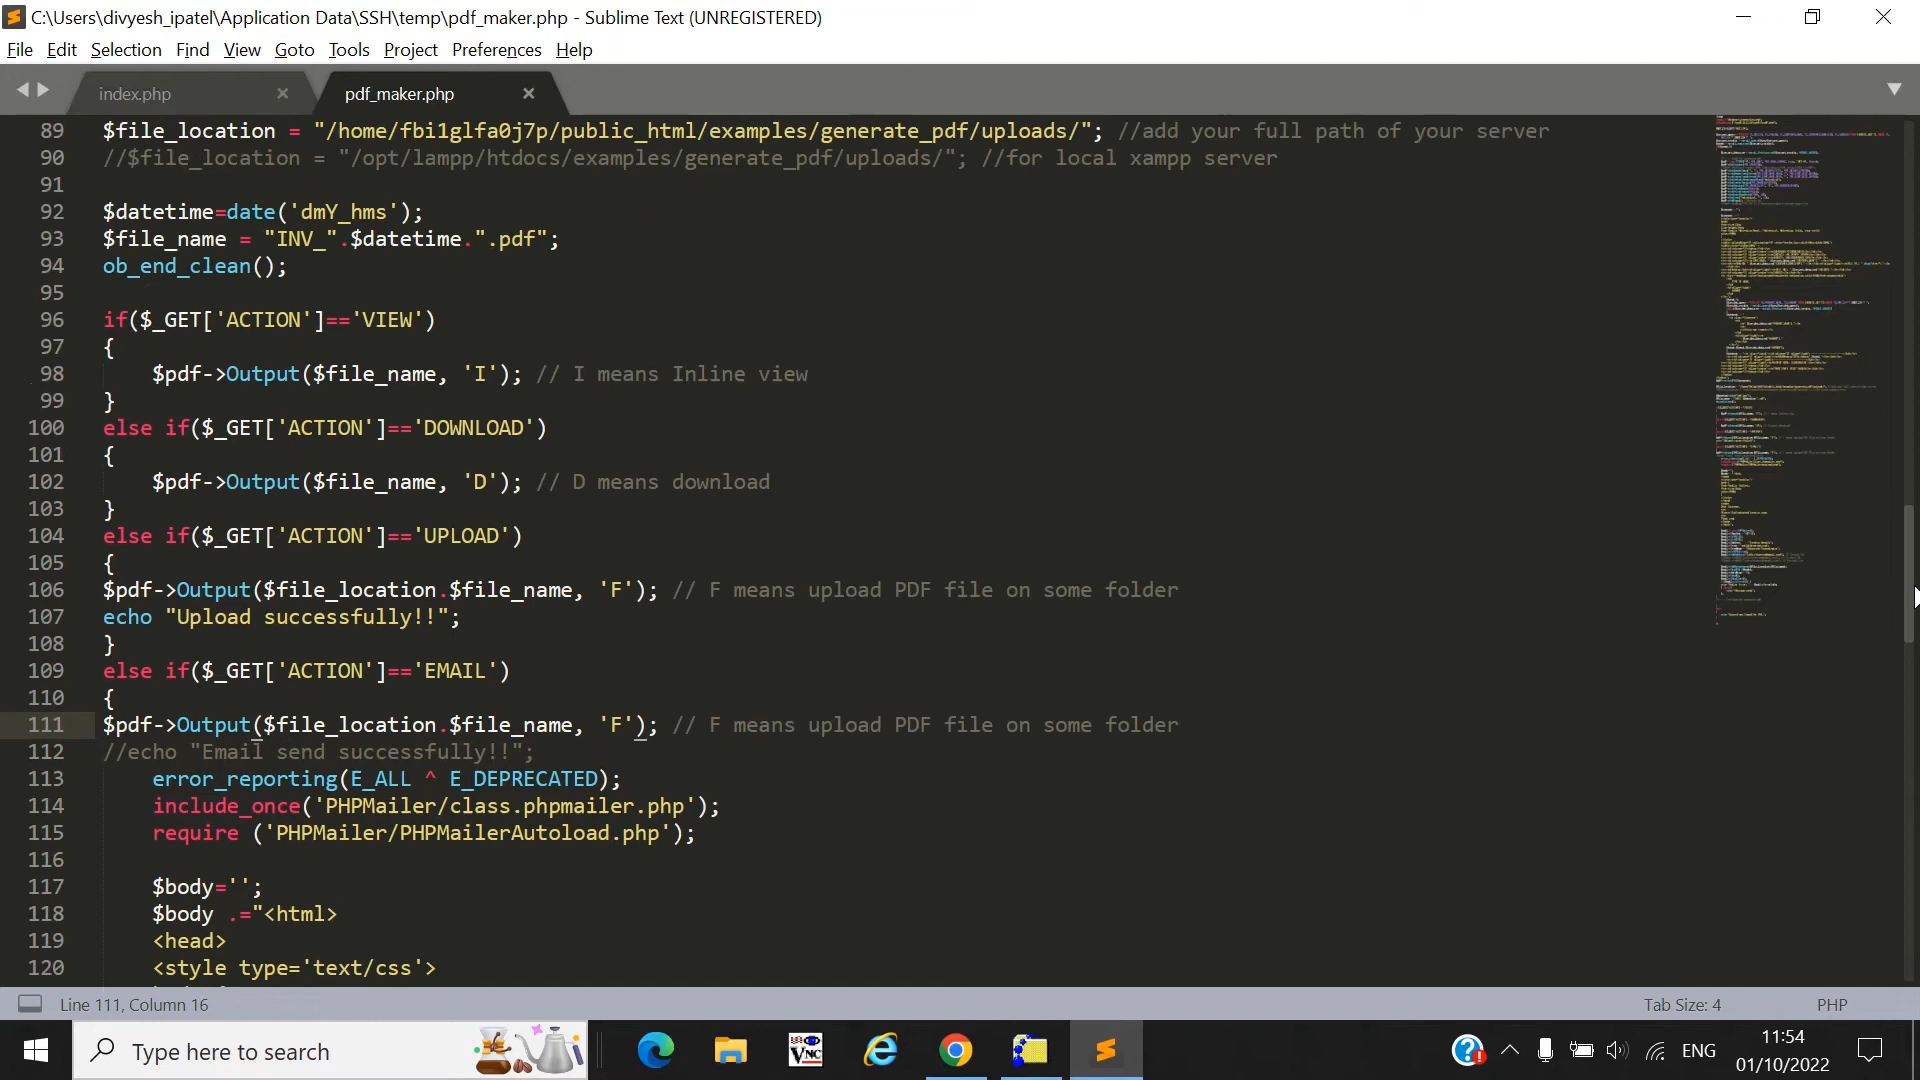 C:\Users\divyesh_ipatel\Application Data\SSH\temp\pdf_maker.php - Sublime Text (UNREGISTERED)
File Edit Selection Find View Goto Tools Project Preferences Help
index.php pdf_maker.php
89 $file_location = "/home/fbi1glfa0j7p/public_html/examples/generate_pdf/uploads/"; //add your full path of your server
90 //$file_location = "/opt/lampp/htdocs/examples/generate_pdf/uploads/"; //for local xampp server
91
92 $datetime=date('dmY_hms');
93 $file_name = "INV_".$datetime.".pdf";
94 ob_end_clean();
95
96 if($_GET['ACTION']=='VIEW')
97 {
98 $pdf->Output($file_name, 'I'); // I means Inline view
99 }
100 else if($_GET['ACTION']=='DOWNLOAD')
101 {
102 $pdf->Output($file_name, 'D'); // D means download
103 }
104 else if($_GET['ACTION']=='UPLOAD')
105 {
106 $pdf->Output($file_location.$file_name, 'F'); // F means upload PDF file on some folder
107 echo "Upload successfully!!";
108 }
109 else if($_GET['ACTION']=='EMAIL')
110 {
111 $pdf->Output($file_location.$file_name, 'F'); // F means upload PDF file on some folder
112 //echo "Email send successfully!!";
113 error_reporting(E_ALL ^ E_DEPRECATED);
114 include_once('PHPMailer/class.phpmailer.php');
115 require ('PHPMailer/PHPMailerAutoload.php');
116
117 $body='';
118 $body .="<html>
119 <head>
120 <style type='text/css'>
Line 111, Column 16 Tab Size: 4 PHP
Type here to search
VNC
ENG
11:54
01/10/2022